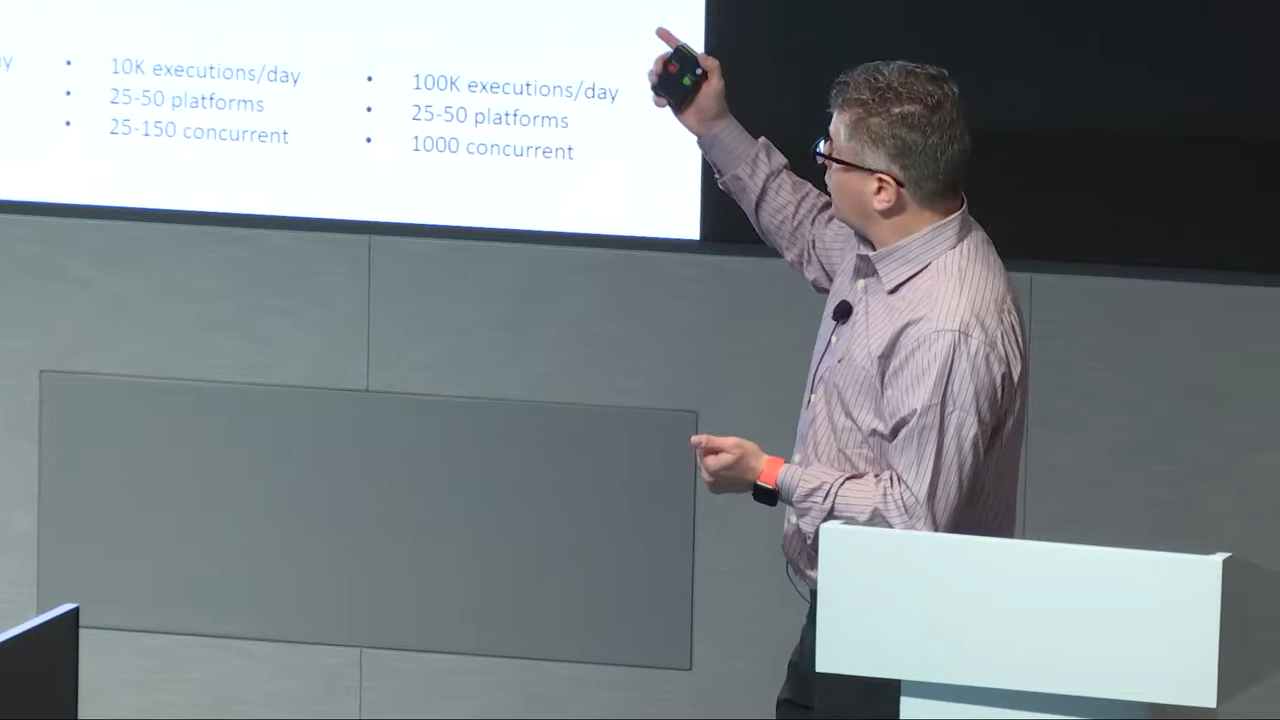 10K executions/day
25-50 platforms
25-150 concurrent
100K executions/day
25-50 platforms
1000 concurrent